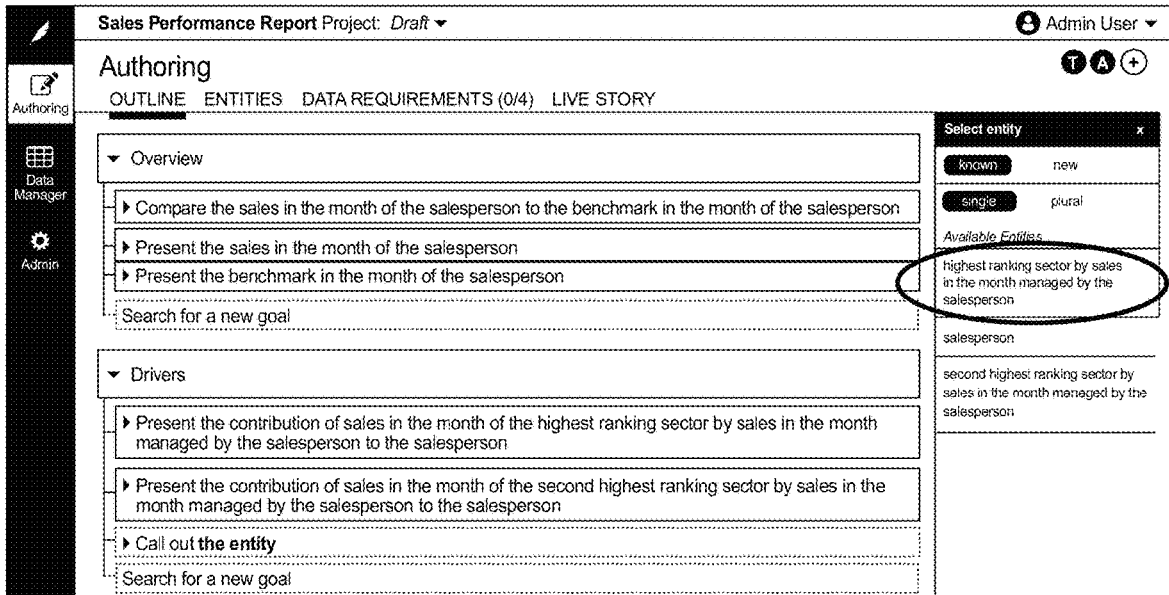 Sales Performance Report Project: Draft
Admin User
Authoring
T A +
OUTLINE ENTITIES DATA REQUIREMENTS (0/4) LIVE STORY
Authoring
Data
Manager
Admin
Overview
Compare the sales in the month of the salesperson to the benchmark in the month of the salesperson
Present the sales in the month of the salesperson
Present the benchmark in the month of the salesperson
Search for a new goal
Drivers
Present the contribution of sales in the month of the highest ranking sector by sales in the month
managed by the salesperson to the salesperson
Present the contribution of sales in the month of the second highest ranking sector by sales in the
month managed by the salesperson to the salesperson
Call out the entity
Search for a new goal
Select entity x
known new
single plural
Available Entities
highest ranking sector by sales
in the month managed by the
salesperson
salesperson
second highest ranking sector by
sales in the month managed by the
salesperson